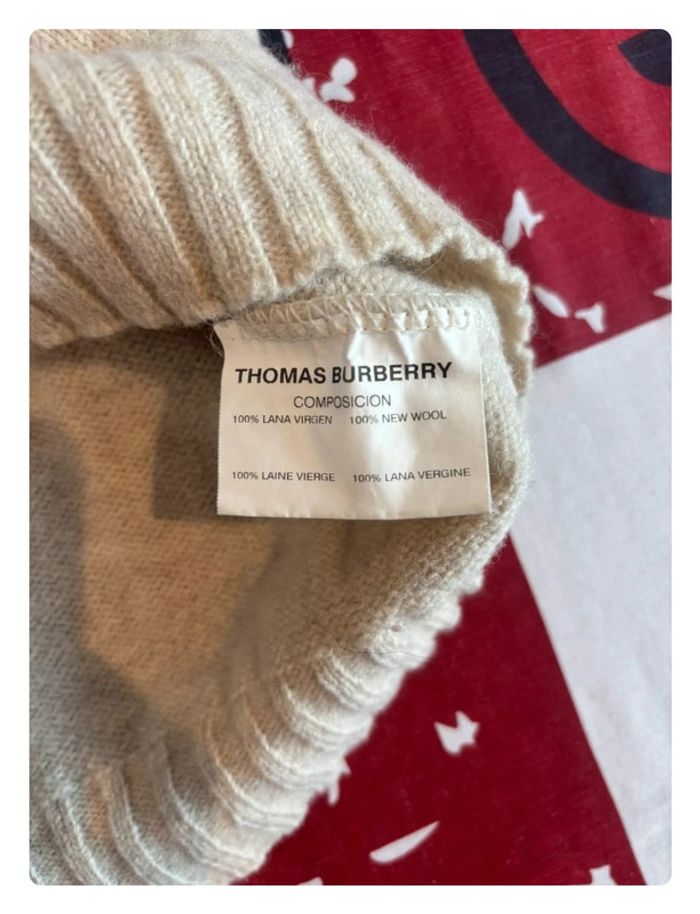 THOMAS BURBERRY
COMPOSICION
100% LANA VIRGEN 100% NEW WOOL
100% LAINE VIERGE 100% LANA VERGINE